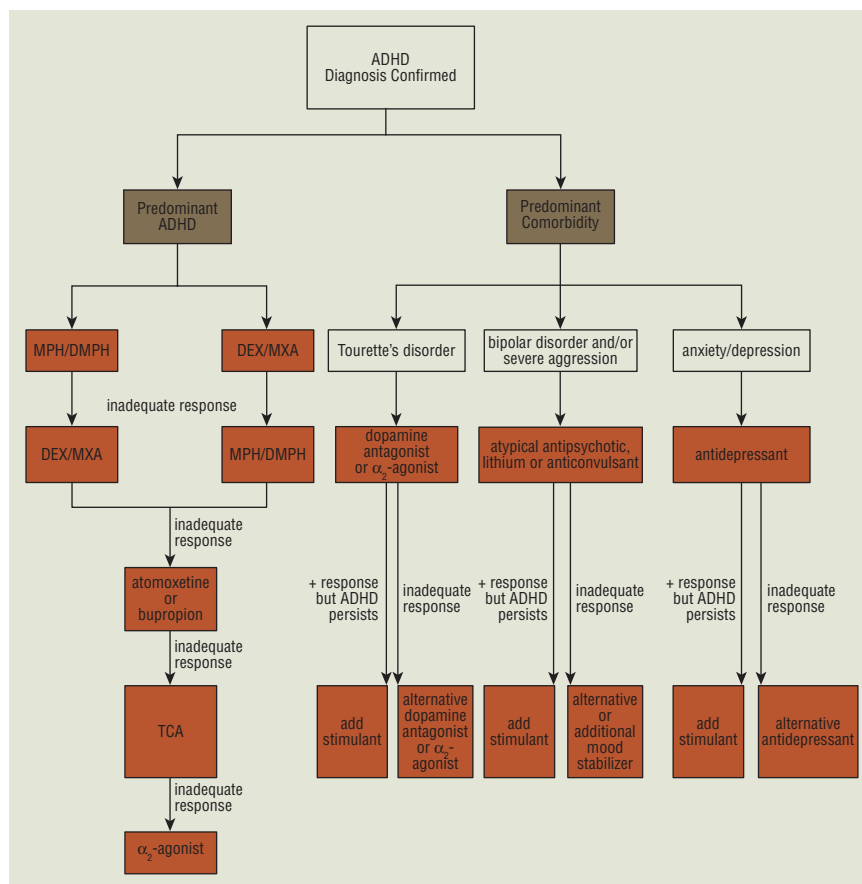 ADHD
Diagnosis Confirmed
Predominant
ADHD
Predominant
Comorbidity
MPH/DMPH
DEX/MXA
Tourette’s disorder
bipolar disorder and/or
severe aggression
anxiety/depression
inadequate response
DEX/MXA
MPH/DMPH
dopamine
antagonist
or α₂-agonist
atypical antipsychotic,
lithium or anticonvulsant
antidepressant
inadequate
response
atomoxetine
or
bupropion
+ response
but ADHD
persists
inadequate
response
+ response
but ADHD
persists
inadequate
response
+ response
but ADHD
persists
inadequate
response
inadequate
response
TCA
add
stimulant
alternative
dopamine
antagonist
or α₂-
agonist
add
stimulant
alternative
or
additional
mood
stabilizer
add
stimulant
alternative
antidepressant
inadequate
response
α₂-agonist